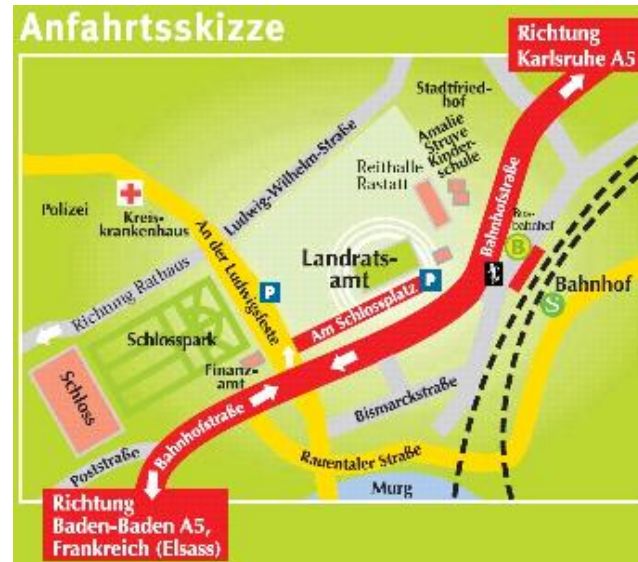 Anfahrtsskizze
Richtung
Karlsruhe A5
Stadtfried-
hof
Amalie
Struve
Kinder-
schule
Reithalle
Rastatt
Ludwig-Wilhelm-Straße
Bahnhofstraße
Bus-
bahnhof
B
Polizei
Kreis-
krankenhaus
An der Ludwigsfeste
Landrats-
amt
P
P
Bahnhof
S
Richung Rathaus
Schlosspark
Am Schlossplatz
Schloss
Finanz-
amt
Bismarckstraße
Bahnhofstraße
Poststraße
Rauentaler Straße
Murg
Richtung
Baden-Baden A5,
Frankreich (Elsass)